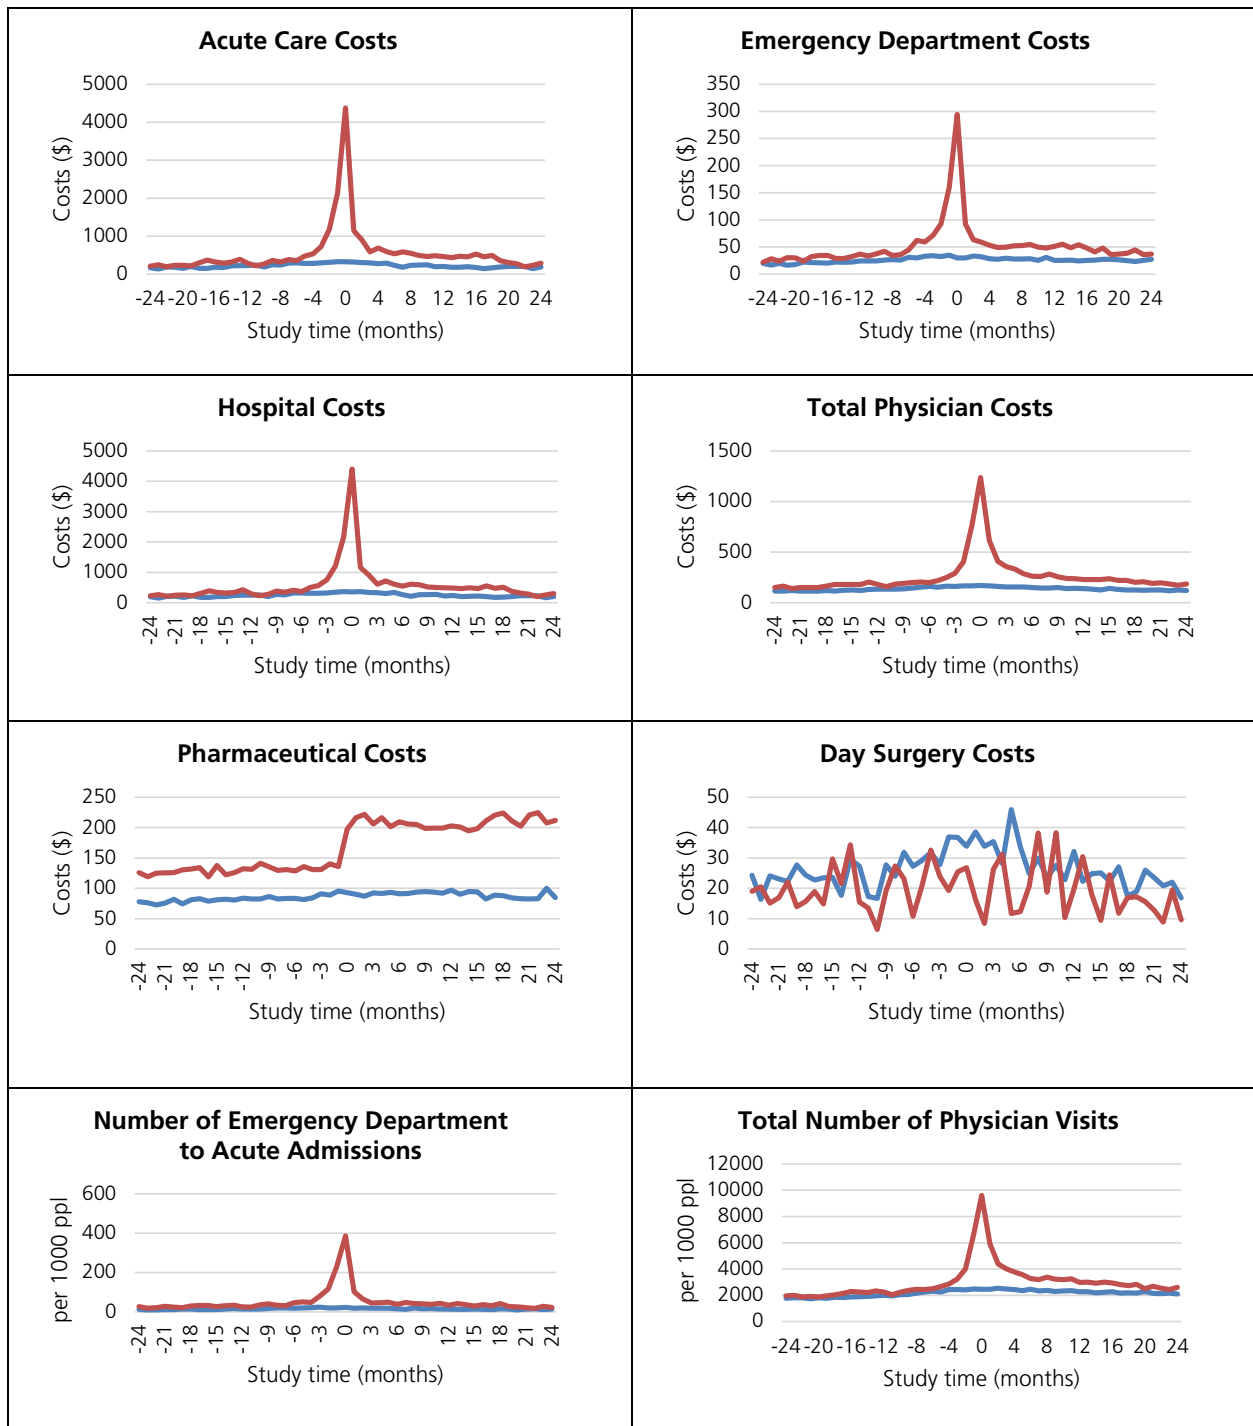 Acute Care Costs
5000
4000
3000
2000
1000
0
Costs ($)
-24 -20 -16 -12 -8 -4 0 4 8 12 16 20 24
Study time (months)
Emergency Department Costs
350
300
250
200
150
100
50
0
Costs ($)
-24 -20 -16 -12 -8 -4 0 4 8 12 16 20 24
Study time (months)
Hospital Costs
5000
4000
3000
2000
1000
0
Costs ($)
-24 -21 -18 -15 -12 -9 -6 -3 0 3 6 9 12 15 18 21 24
Study time (months)
Total Physician Costs
1500
1000
500
0
Costs ($)
-24 -21 -18 -15 -12 -9 -6 -3 0 3 6 9 12 15 18 21 24
Study time (months)
Pharmaceutical Costs
250
200
150
100
50
0
Costs ($)
-24 -21 -18 -15 -12 -9 -6 -3 0 3 6 9 12 15 18 21 24
Study time (months)
Day Surgery Costs
50
40
30
20
10
0
Costs ($)
-24 -21 -18 -15 -12 -9 -6 -3 0 3 6 9 12 15 18 21 24
Study time (months)
Number of Emergency Department
to Acute Admissions
600
400
200
0
per 1000 ppl
-24 -21 -18 -15 -12 -9 -6 -3 0 3 6 9 12 15 18 21 24
Study time (months)
Total Number of Physician Visits
12000
10000
8000
6000
4000
2000
0
per 1000 ppl
-24 -20 -16 -12 -8 -4 0 4 8 12 16 20 24
Study time (months)